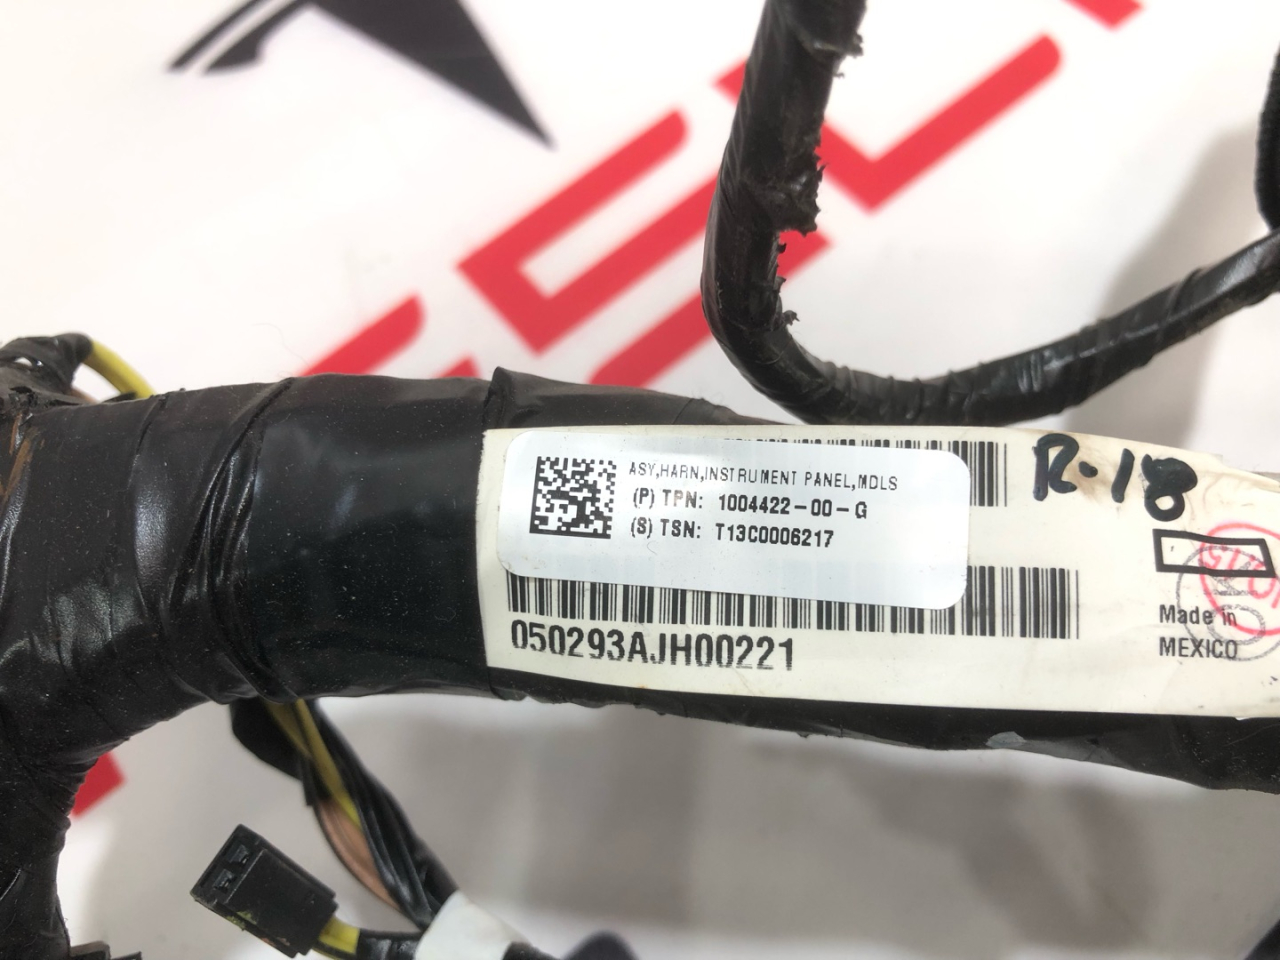 ASY,HARN,INSTRUMENT PANEL,MDLS
(P) TPN: 1004422-00-G
(S) TSN: T13C0006217
050293AJH00221
R-18
Made in
MEXICO